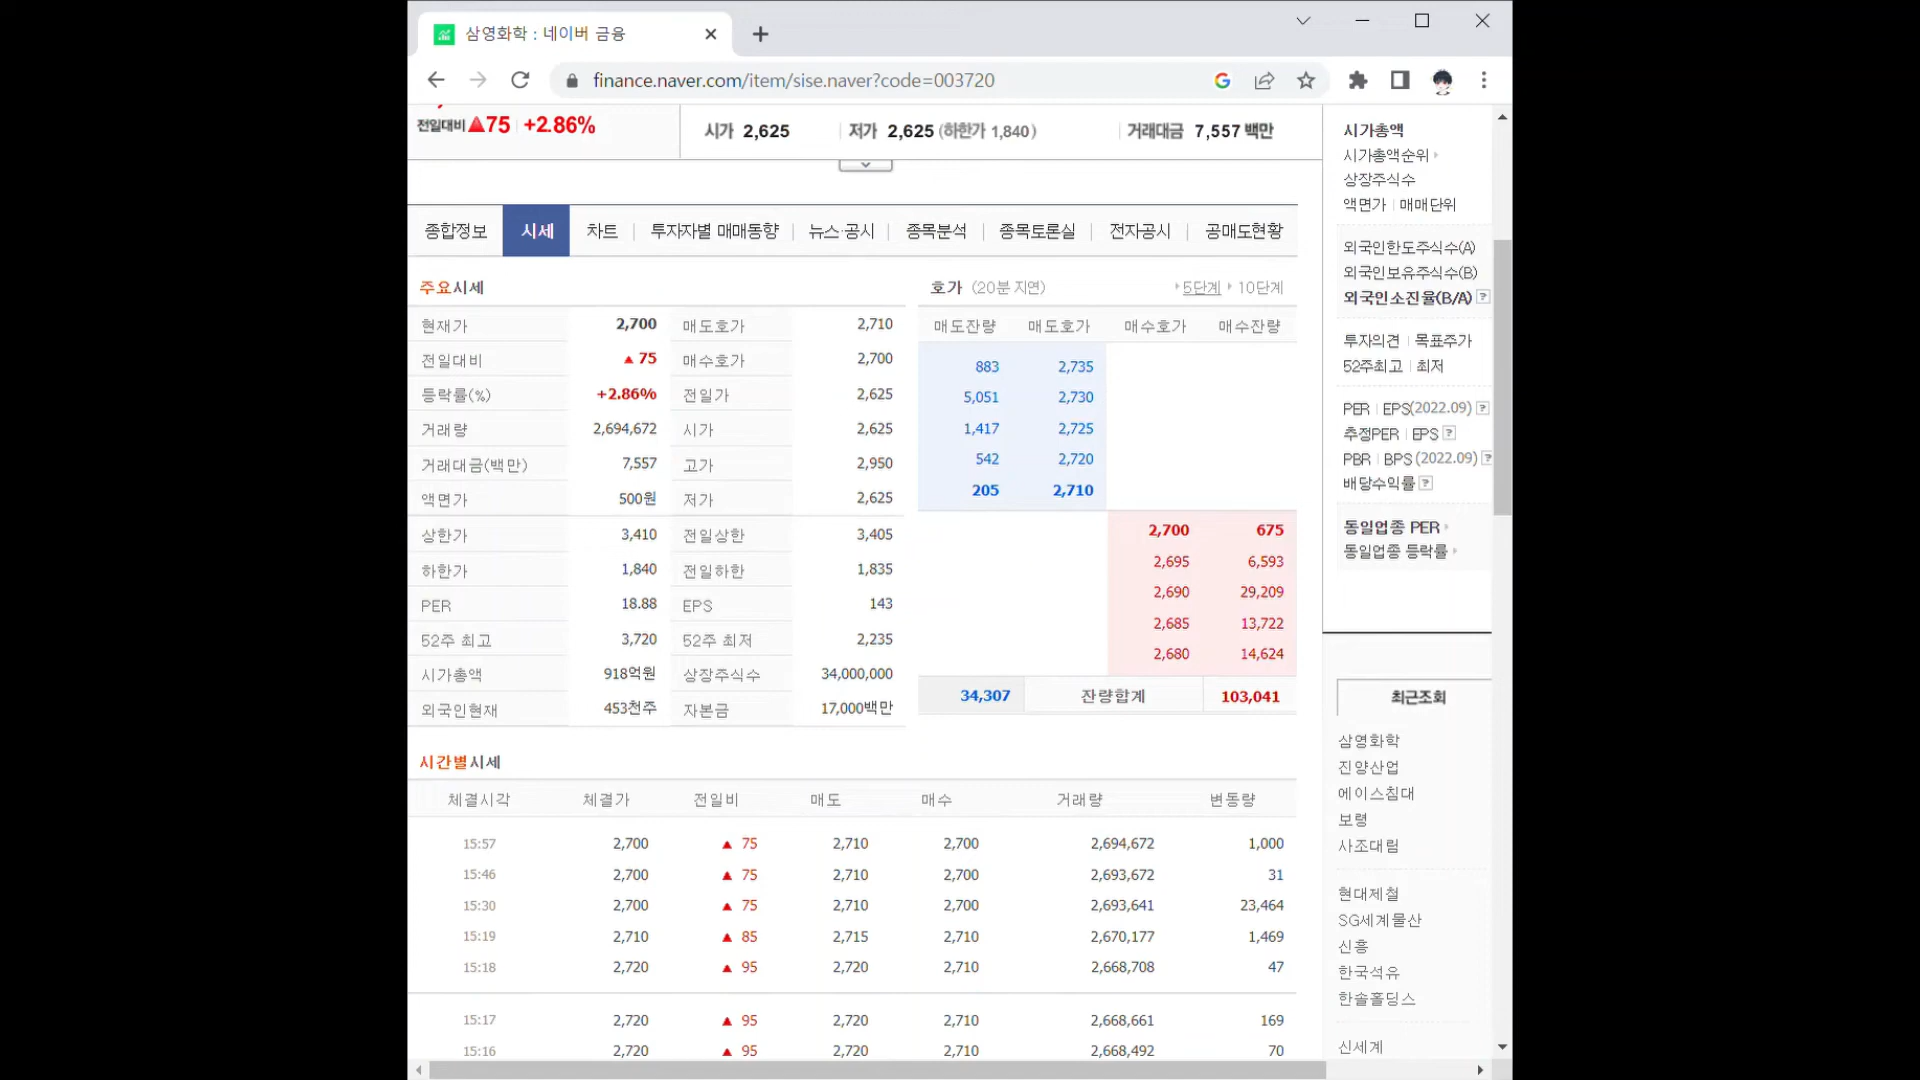 삼영화학 : 네이버 금융
finance.naver.com/item/sise.naver?code=003720
전일대비 ▲75 +2.86%
시가 2,625 저가 2,625 (하한가 1,840) 거래대금 7,557 백만
종합정보 시세 차트 투자자별 매매동향 뉴스·공시 종목분석 종목토론실 전자공시 공매도현황
주요시세
현재가 2,700 매도호가 2,710
전일대비 ▲ 75 매수호가 2,700
등락률(%) +2.86% 전일가 2,625
거래량 2,694,672 시가 2,625
거래대금(백만) 7,557 고가 2,950
액면가 500원 저가 2,625
상한가 3,410 전일상한 3,405
하한가 1,840 전일하한 1,835
PER 18.88 EPS 143
52주 최고 3,720 52주 최저 2,235
시가총액 918억원 상장주식수 34,000,000
외국인현재 453천주 자본금 17,000백만
호가 (20분 지연) 5단계 10단계
매도잔량 매도호가 매수호가 매수잔량
883 2,735
5,051 2,730
1,417 2,725
542 2,720
205 2,710
2,700 675
2,695 6,593
2,690 29,209
2,685 13,722
2,680 14,624
34,307 잔량합계 103,041
시간별시세
체결시각 체결가 전일비 매도 매수 거래량 변동량
15:57 2,700 ▲ 75 2,710 2,700 2,694,672 1,000
15:46 2,700 ▲ 75 2,710 2,700 2,693,672 31
15:30 2,700 ▲ 75 2,710 2,700 2,693,641 23,464
15:19 2,710 ▲ 85 2,715 2,710 2,670,177 1,469
15:18 2,720 ▲ 95 2,720 2,710 2,668,708 47
15:17 2,720 ▲ 95 2,720 2,710 2,668,661 169
15:16 2,720 ▲ 95 2,720 2,710 2,668,492 70
시가총액
시가총액순위
상장주식수
액면가 매매단위
외국인한도주식수(A)
외국인보유주식수(B)
외국인소진율(B/A) ?
투자의견 목표주가
52주최고 최저
PER EPS(2022.09) ?
추정PER EPS ?
PBR BPS (2022.09) ?
배당수익률 ?
동일업종 PER
동일업종 등락률
최근조회
삼영화학
진양산업
에이스침대
보령
사조대림
현대제철
SG세계물산
신흥
한국석유
한솔홀딩스
신세계